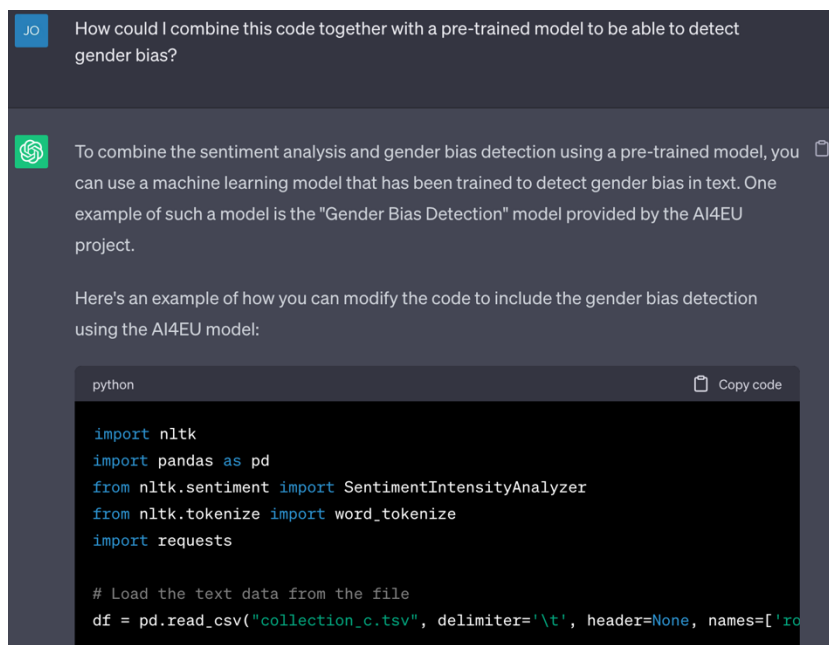 JO
How could I combine this code together with a pre-trained model to be able to detect
gender bias?
To combine the sentiment analysis and gender bias detection using a pre-trained model, you
can use a machine learning model that has been trained to detect gender bias in text. One
example of such a model is the "Gender Bias Detection" model provided by the AI4EU
project.
Here's an example of how you can modify the code to include the gender bias detection
using the AI4EU model:
python Copy code
import nltk
import pandas as pd
from nltk.sentiment import SentimentIntensityAnalyzer
from nltk.tokenize import word_tokenize
import requests
# Load the text data from the file
df = pd.read_csv("collection_c.tsv", delimiter='\t', header=None, names=['ro